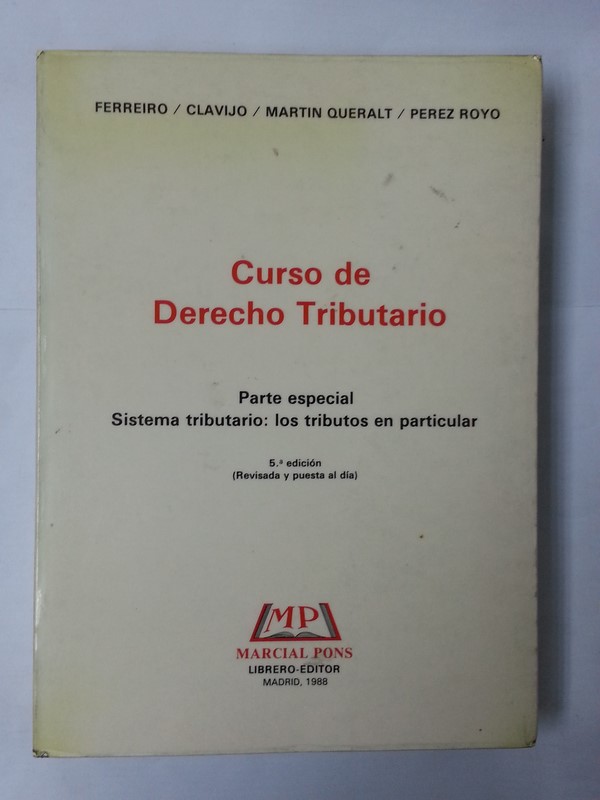 FERREIRO / CLAVIJO / MARTIN QUERALT / PEREZ ROYO
Curso de
Derecho Tributario
Parte especial
Sistema tributario: los tributos en particular
5.ª edición
(Revisada y puesta al día)
MP
MARCIAL PONS
LIBRERO-EDITOR
MADRID, 1988